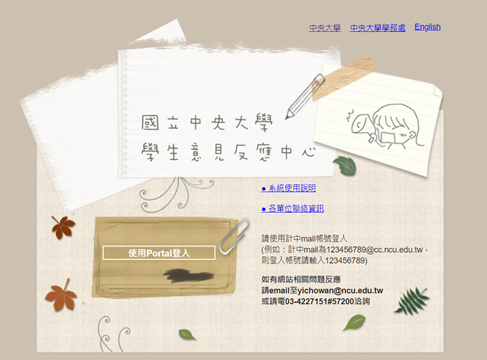 中央大學 中央大學學務處 English
國立中央大學
學生意見反應中心
● 系統使用說明
● 各單位聯絡資訊
使用Portal登入
請使用計中mail帳號登入
(例如：計中mail為123456789@cc.ncu.edu.tw，
則登入帳號請輸入123456789)
如有網站相關問題反應
請email至yichowan@ncu.edu.tw
或請電03-4227151#57200洽詢